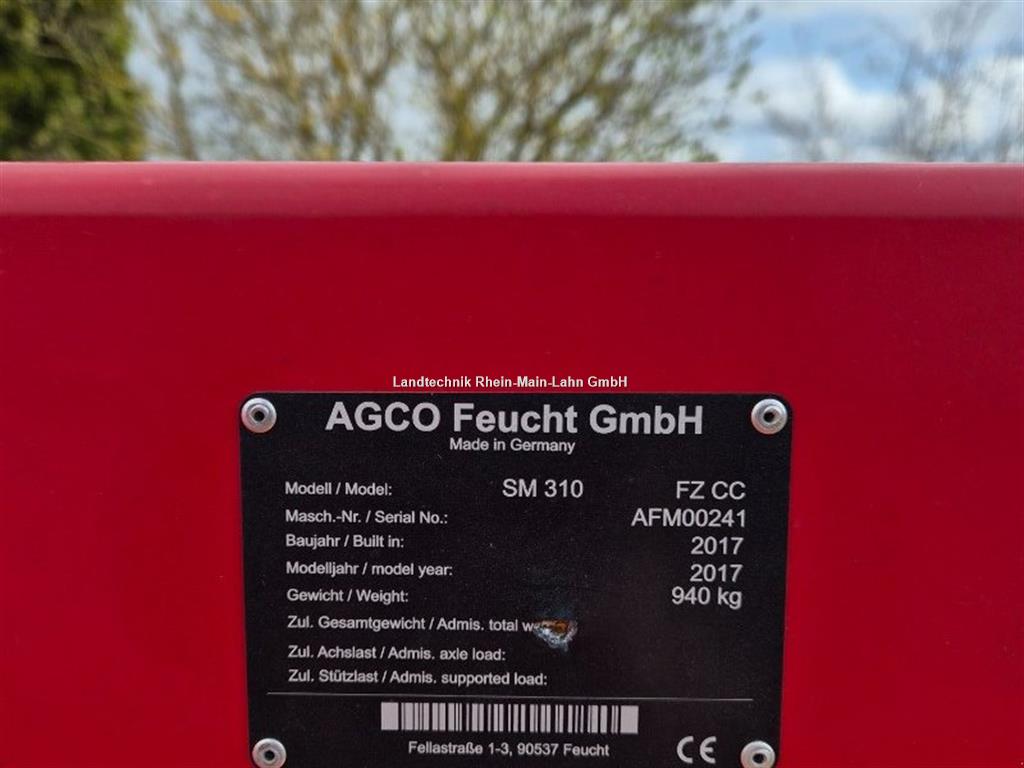 Landtechnik Rhein-Main-Lahn GmbH
AGCO Feucht GmbH
Made in Germany
Modell / Model: SM 310 FZ CC
Masch.-Nr. / Serial No.: AFM00241
Baujahr / Built in: 2017
Modelljahr / model year: 2017
Gewicht / Weight: 940 kg
Zul. Gesamtgewicht / Admis. total
Zul. Achslast / Admis. axle load:
Zul. Stützlast / Admis. supported load:
Fellastraße 1-3, 90537 Feucht
CE